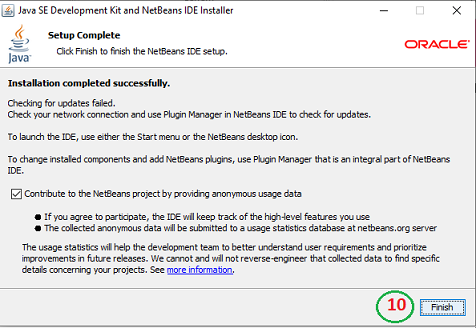 Java SE Development Kit and NetBeans IDE Installer
Java
Setup Complete
Click Finish to finish the NetBeans IDE setup.
ORACLE
Installation completed successfully.
Checking for updates failed.
Check your network connection and use Plugin Manager in NetBeans IDE to check for updates.
To launch the IDE, use either the Start menu or the NetBeans desktop icon.
To change installed components and add NetBeans plugins, use Plugin Manager that is an integral part of NetBeans
IDE.
Contribute to the NetBeans project by providing anonymous usage data
● If you agree to participate, the IDE will keep track of the high-level features you use
● The collected anonymous data will be submitted to a usage statistics database at netbeans.org server
The usage statistics will help the development team to better understand user requirements and prioritize
improvements in future releases. We cannot and will not reverse-engineer that collected data to find specific
details concerning your projects. See more information.
10
Finish